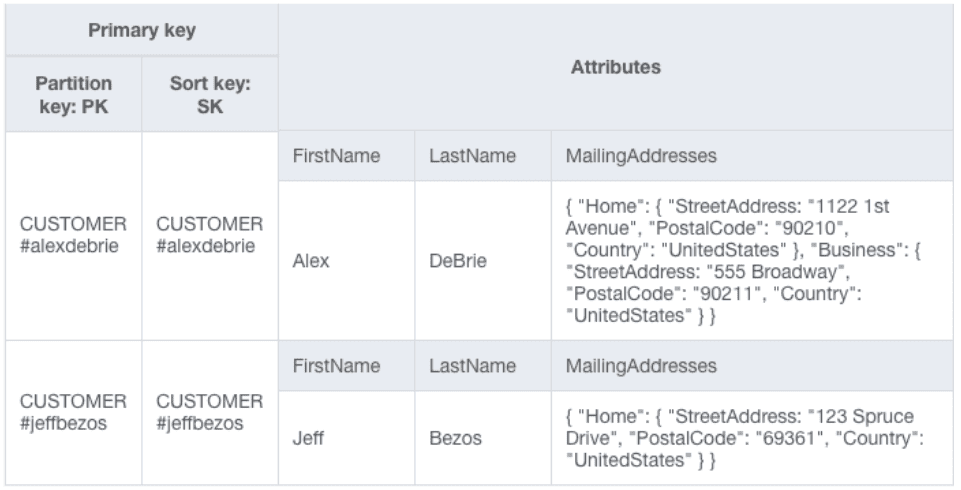 Primary key
Attributes
Partition
key: PK
Sort key:
SK
FirstName
LastName
MailingAddresses
CUSTOMER
#alexdebrie
CUSTOMER
#alexdebrie
Alex
DeBrie
{ "Home": { "StreetAddress: "1122 1st
Avenue", "PostalCode": "90210",
"Country": "UnitedStates" }, "Business": {
"StreetAddress: "555 Broadway",
"PostalCode": "90211", "Country":
"UnitedStates" } }
FirstName
LastName
MailingAddresses
CUSTOMER
#jeffbezos
CUSTOMER
#jeffbezos
Jeff
Bezos
{ "Home": { "StreetAddress: "123 Spruce
Drive", "PostalCode": "69361", "Country":
"UnitedStates" } }